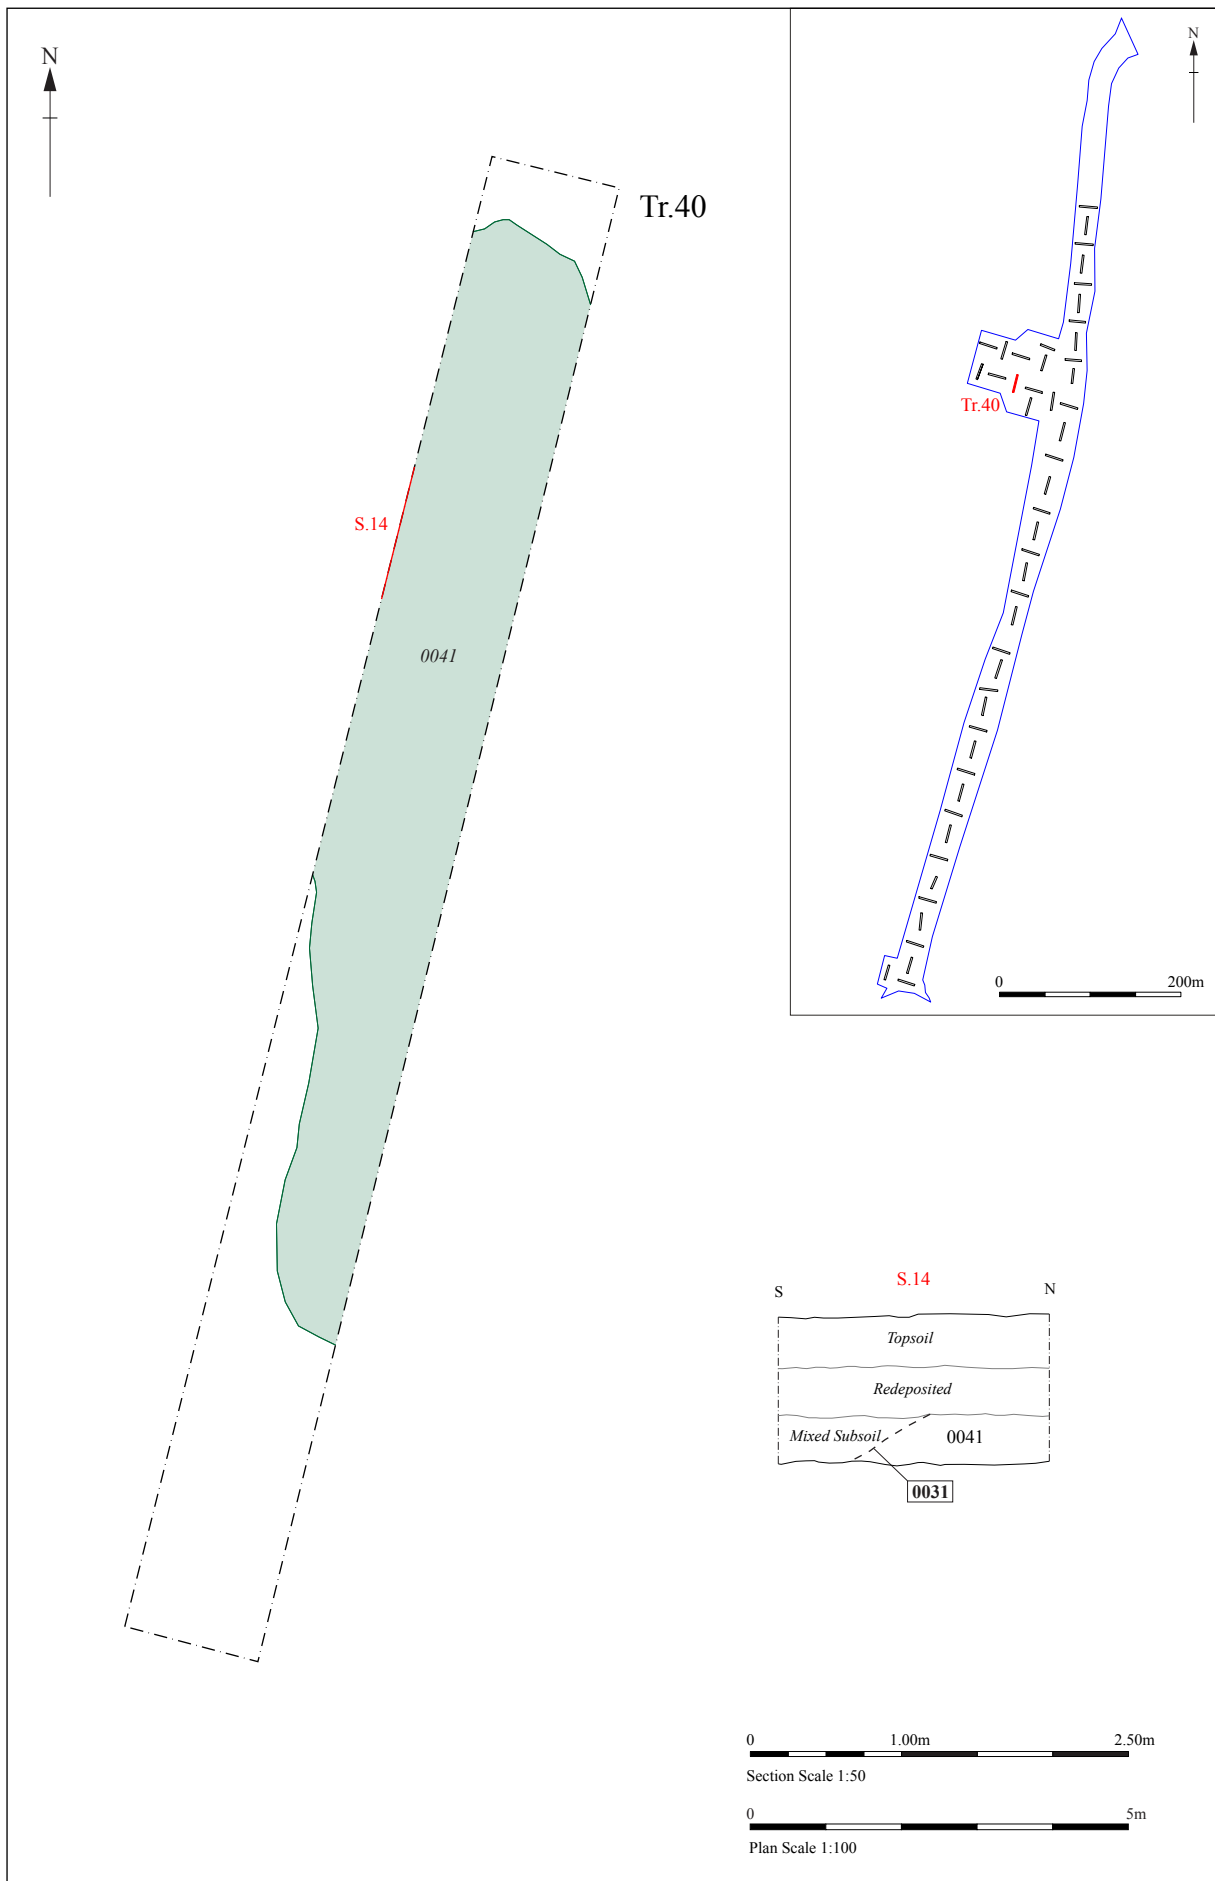 N
Tr.40
S.14
0041
N
Tr.40
0 200m
S.14
S N
Topsoil
Redeposited
Mixed Subsoil 0041
0031
0 1.00m 2.50m
Section Scale 1:50
0 5m
Plan Scale 1:100